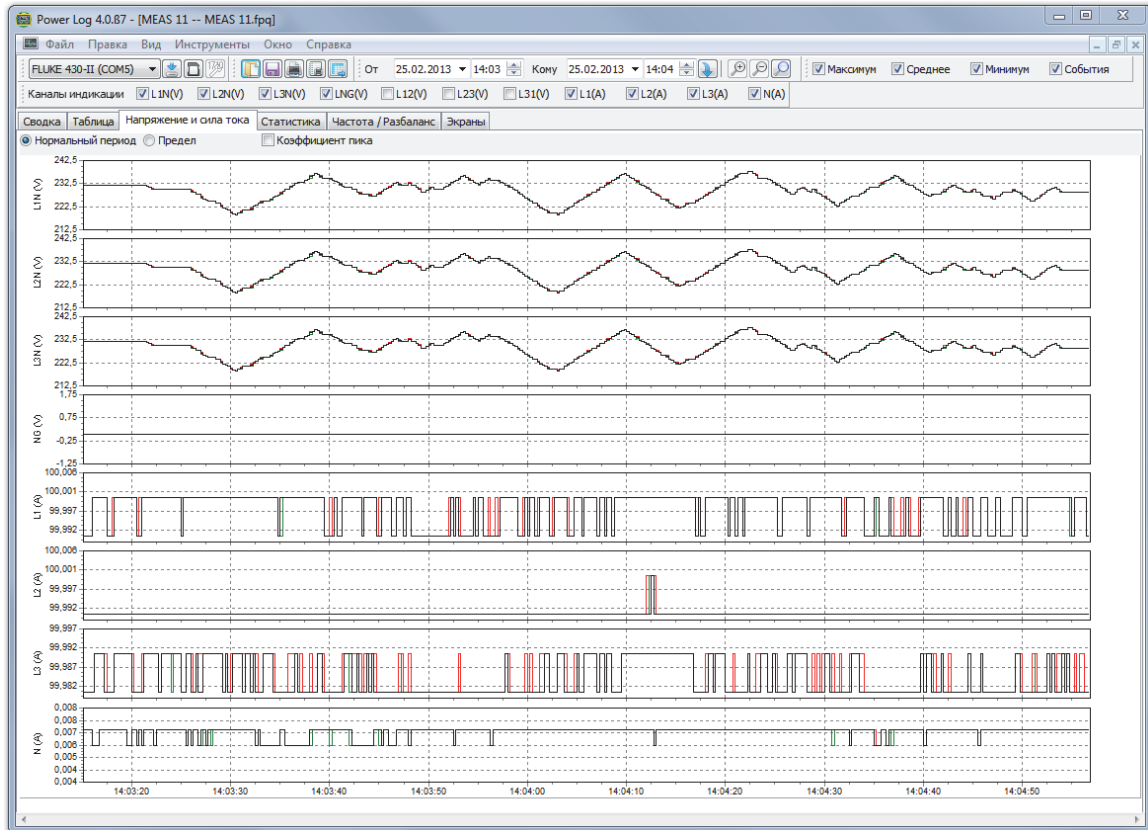 Power Log 4.0.87 - [MEAS 11 -- MEAS 11.fpq]
Файл Правка Вид Инструменты Окно Справка
FLUKE 430-II (COM5) От 25.02.2013 14:03 Кому 25.02.2013 14:04 Максимум Среднее Минимум События
Каналы индикации L1N(V) L2N(V) L3N(V) LNG(V) L12(V) L23(V) L31(V) L1(A) L2(A) L3(A) N(A)
Сводка Таблица Напряжение и сила тока Статистика Частота / Разбаланс Экраны
Нормальный период Предел Коэффициент пика
L1N (V)
242,5
232,5
222,5
212,5
L2N (V)
242,5
232,5
222,5
212,5
L3N (V)
242,5
232,5
222,5
212,5
NG (V)
1,75
0,75
-0,25
-1,25
L1 (A)
100,006
100,001
99,997
99,992
L2 (A)
100,006
100,001
99,997
99,992
L3 (A)
99,997
99,992
99,987
99,982
N (A)
0,008
0,008
0,007
0,006
0,005
0,004
0,004
14:03:20 14:03:30 14:03:40 14:03:50 14:04:00 14:04:10 14:04:20 14:04:30 14:04:40 14:04:50